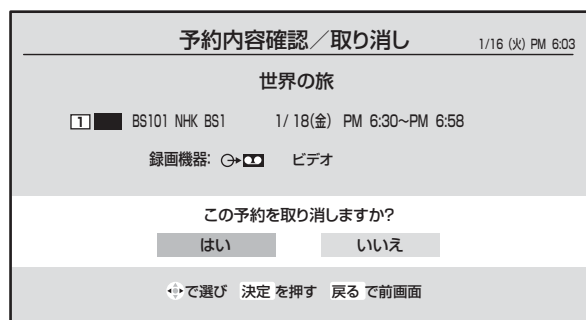 予約内容確認／取り消し 1/16 (火) PM 6:03
世界の旅
1 BS101 NHK BS1 1/ 18(金) PM 6:30~PM 6:58
録画機器: ビデオ
この予約を取り消しますか?
はい いいえ
で選び 決定 を押す 戻る で前画面